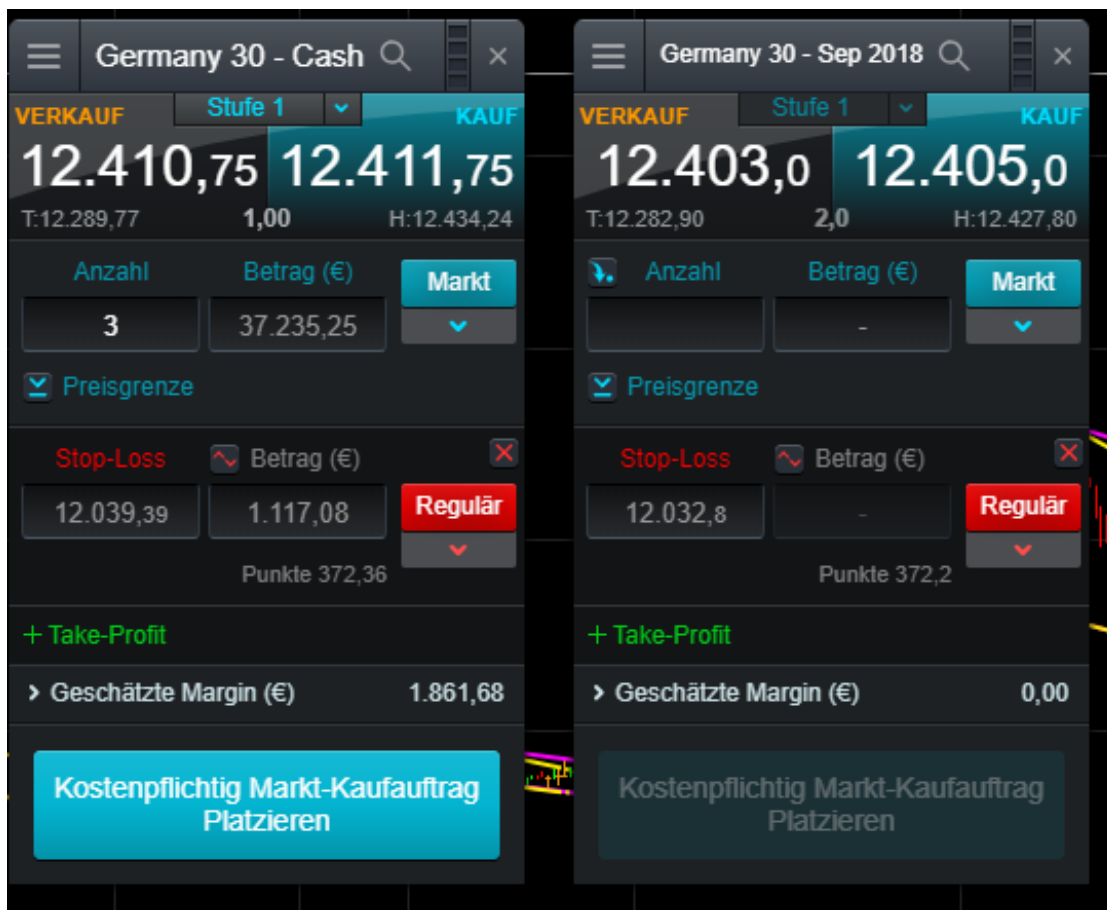 Germany 30 - Cash
VERKAUF Stufe 1 KAUF
12.410,75 12.411,75
T:12.289,77 1,00 H:12.434,24
Anzahl Betrag (€) Markt
3 37.235,25
Preisgrenze
Stop-Loss Betrag (€)
12.039,39 1.117,08 Regulär
Punkte 372,36
+ Take-Profit
Geschätzte Margin (€) 1.861,68
Kostenpflichtig Markt-Kaufauftrag
Platzieren
Germany 30 - Sep 2018
VERKAUF Stufe 1 KAUF
12.403,0 12.405,0
T:12.282,90 2,0 H:12.427,80
Anzahl Betrag (€) Markt
-
Preisgrenze
Stop-Loss Betrag (€)
12.032,8 - Regulär
Punkte 372,2
+ Take-Profit
Geschätzte Margin (€) 0,00
Kostenpflichtig Markt-Kaufauftrag
Platzieren